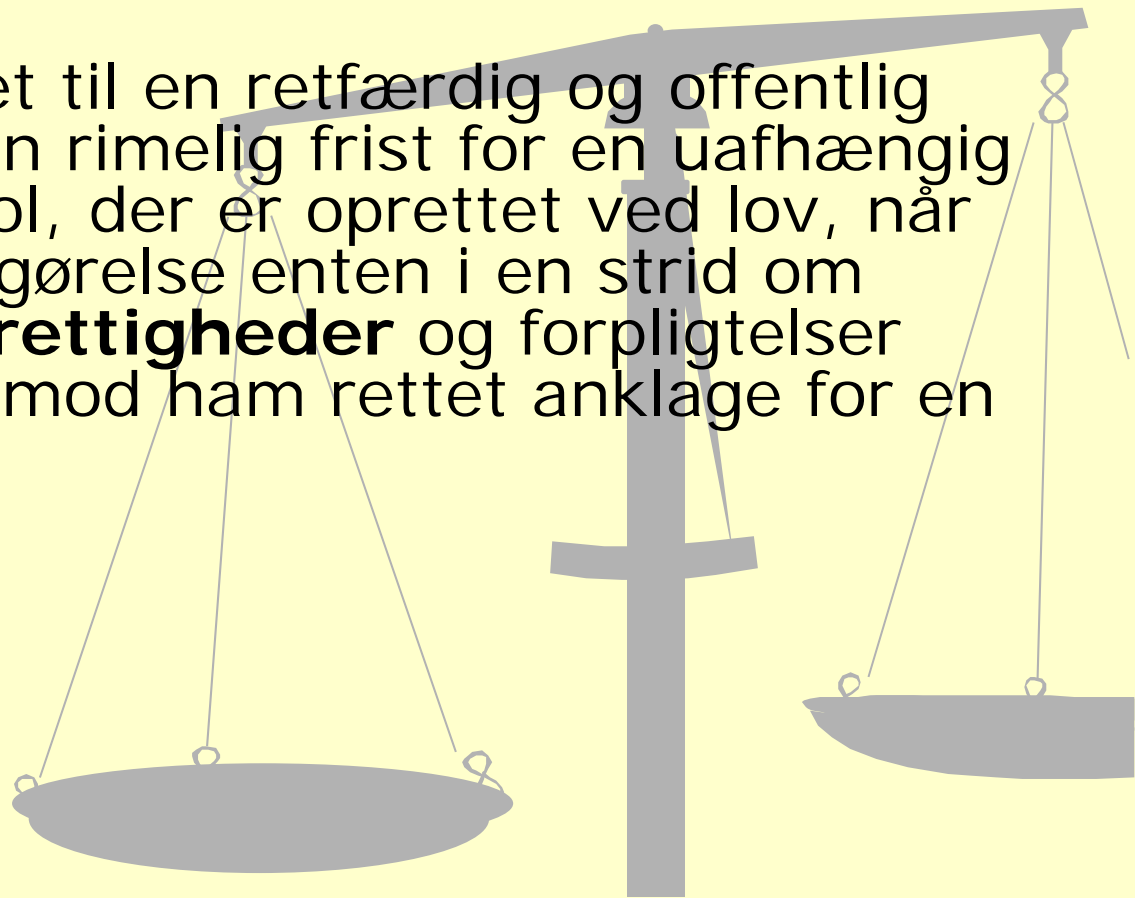 et til en retfærdig og offentlig
n rimelig frist for en uafhængig
ol, der er oprettet ved lov, når
gørelse enten i en strid om
rettigheder og forpligtelser
mod ham rettet anklage for en